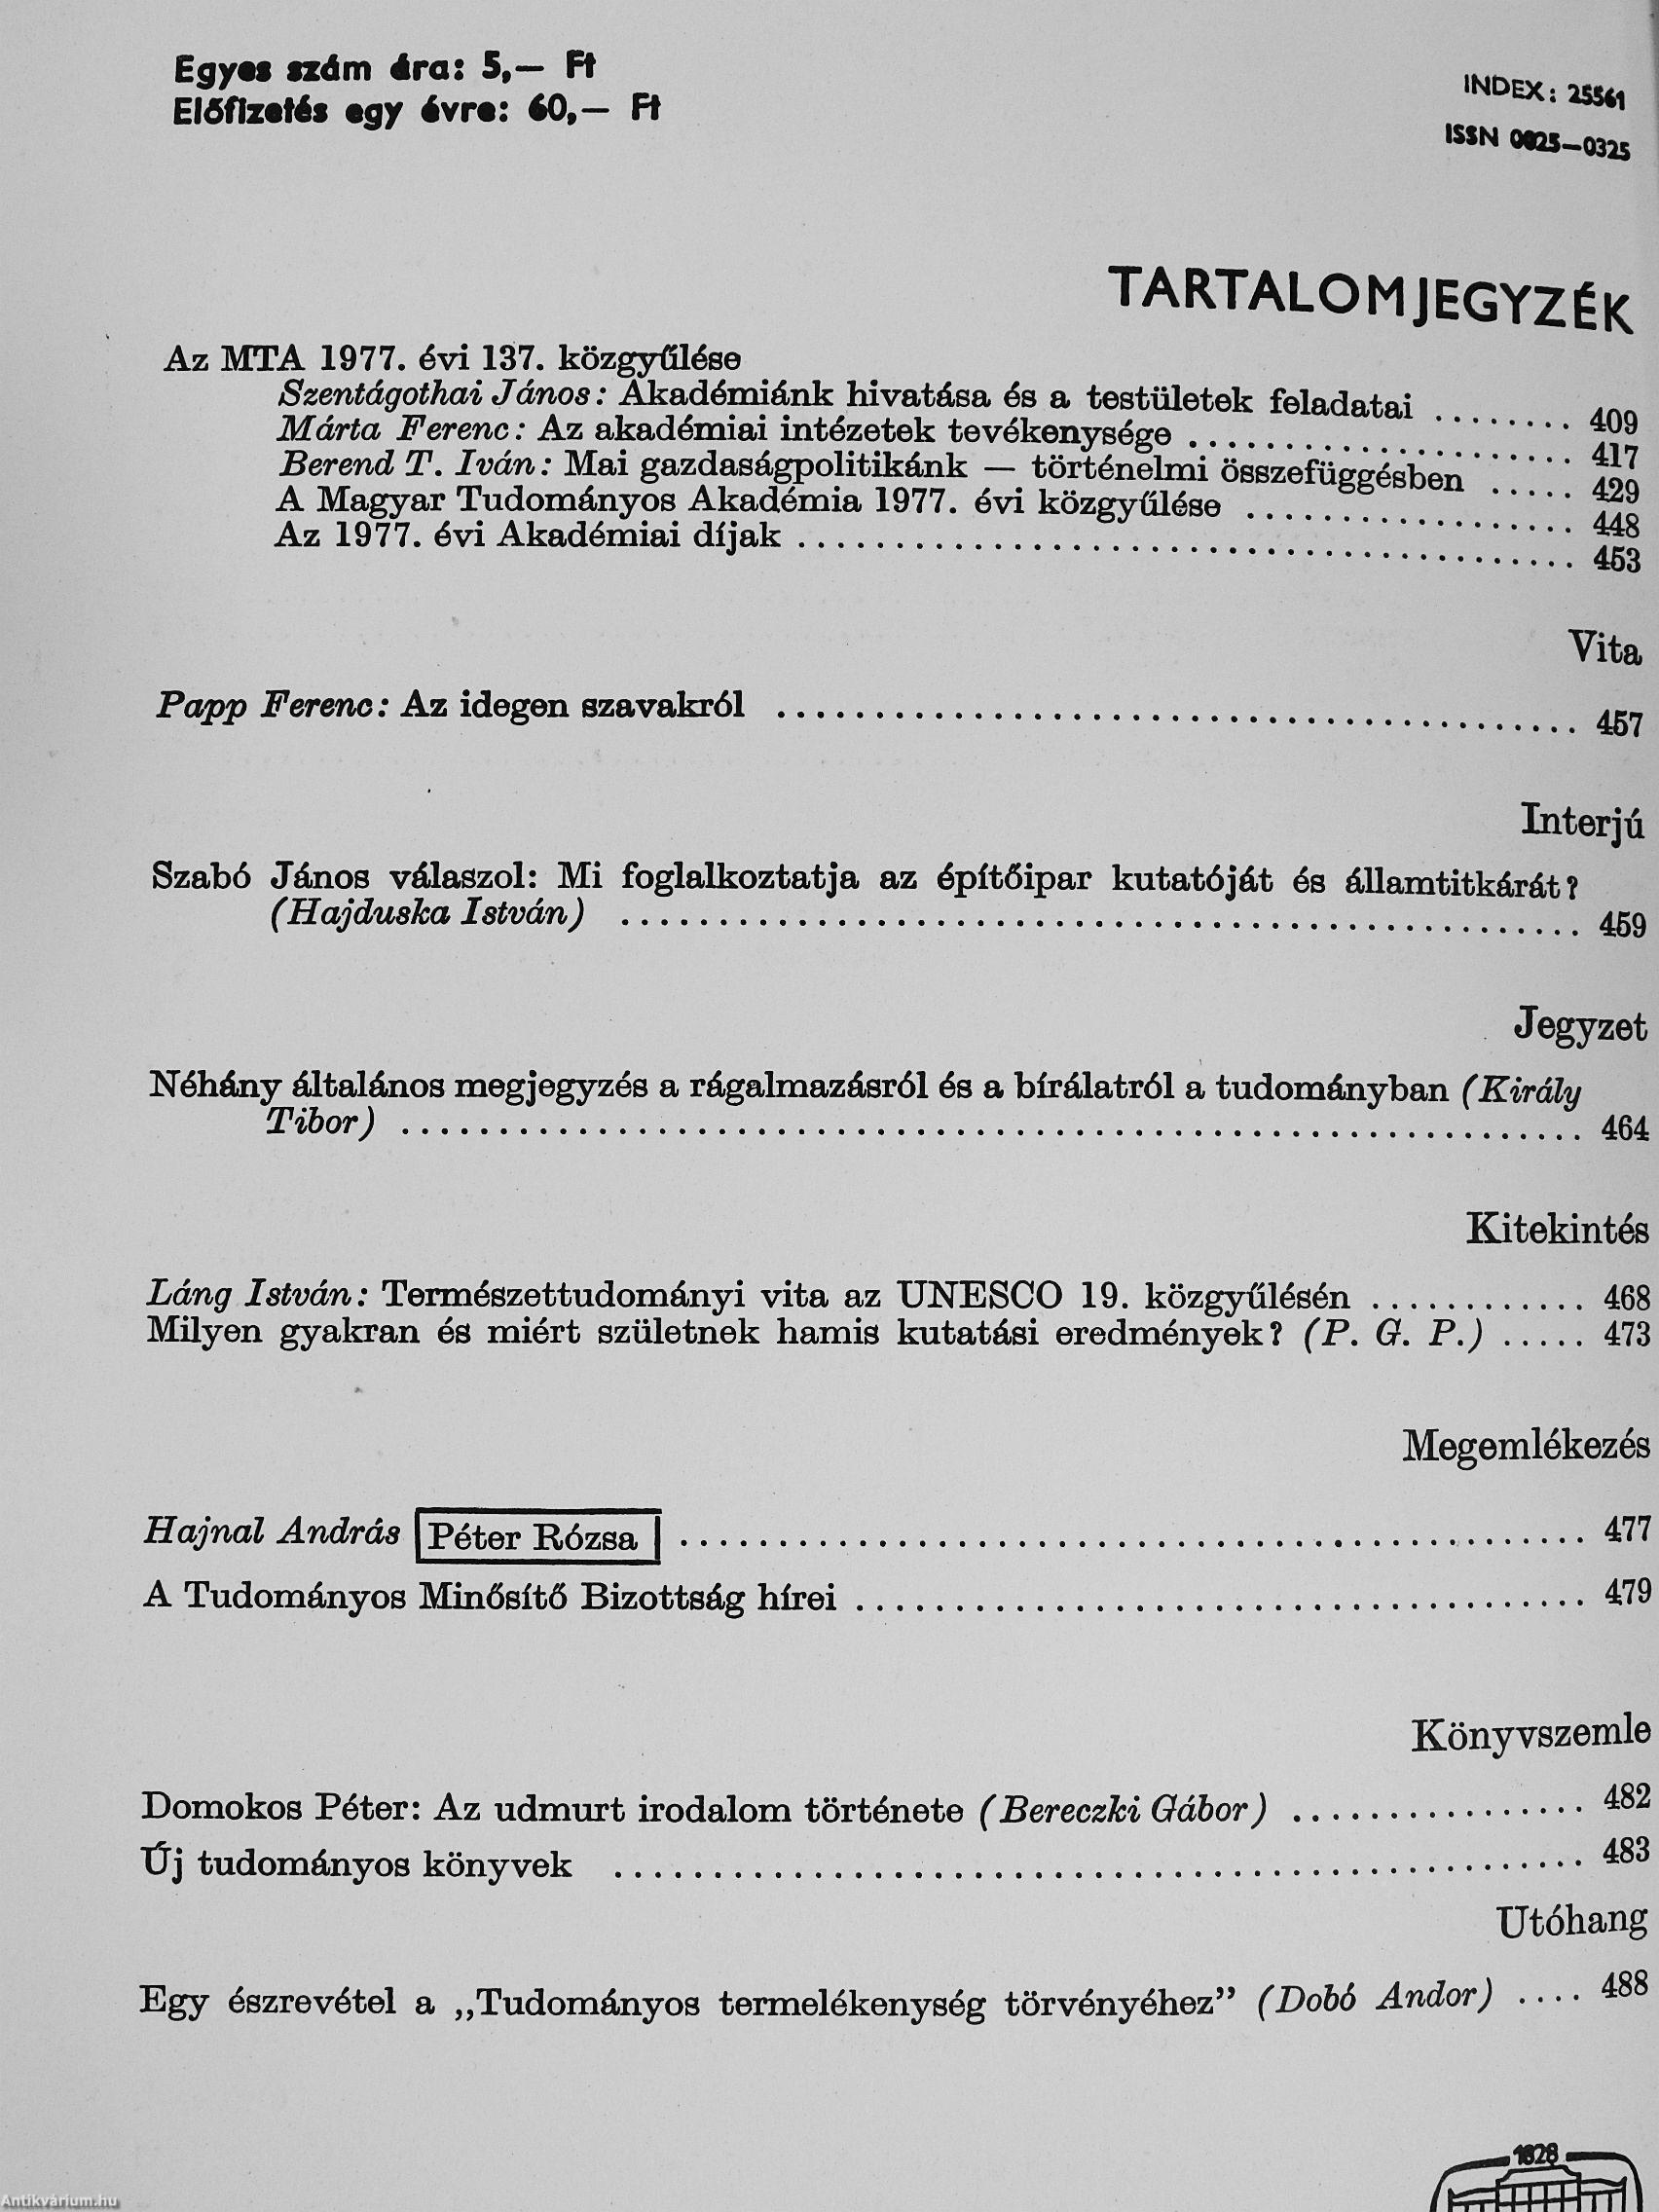 Egyes szám ára: 5,— Ft
Előfizetés egy évre: 60,— Ft
INDEX: 25561
ISSN 0025—0325
TARTALOMJEGYZÉK
Az MTA 1977. évi 137. közgyűlése
Szentágothai János: Akadémiánk hivatása és a testületek feladatai ........ 409
Márta Ferenc: Az akadémiai intézetek tevékenysége .................... 417
Berend T. Iván: Mai gazdaságpolitikánk — történelmi összefüggésben ..... 429
A Magyar Tudományos Akadémia 1977. évi közgyűlése ................. 448
Az 1977. évi Akadémiai díjak ........................................ 453
Vita
Papp Ferenc: Az idegen szavakról ......................................... 457
Interjú
Szabó János válaszol: Mi foglalkoztatja az építőipar kutatóját és államtitkárát?
(Hajduska István) ................................................. 459
Jegyzet
Néhány általános megjegyzés a rágalmazásról és a bírálatról a tudományban (Király
Tibor) ............................................................ 464
Kitekintés
Láng István: Természettudományi vita az UNESCO 19. közgyűlésén ........... 468
Milyen gyakran és miért születnek hamis kutatási eredmények? (P. G. P.) ..... 473
Megemlékezés
Hajnal András Péter Rózsa .............................................. 477
A Tudományos Minősítő Bizottság hírei ..................................... 479
Könyvszemle
Domokos Péter: Az udmurt irodalom története (Bereczki Gábor) ............... 482
Új tudományos könyvek .................................................. 483
Utóhang
Egy észrevétel a „Tudományos termelékenység törvényéhez” (Dobó Andor) .... 488
1828
Antikvárium.hu